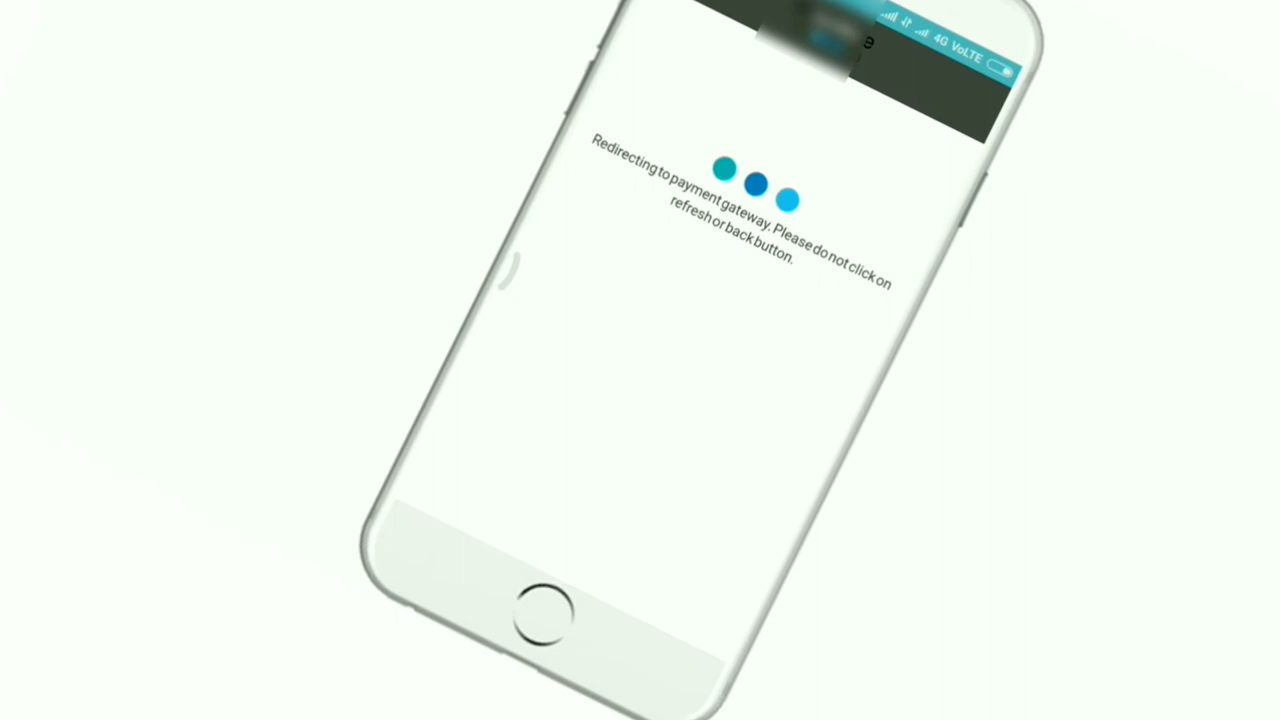 4G VoLTE
Redirecting to payment gateway. Please do not click on
refresh or back button.